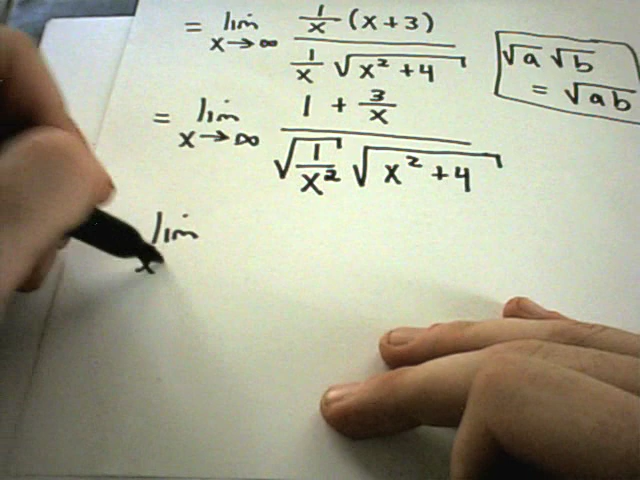 = lim x→∞ (1/x (x+3)) / (1/x √(x²+4))
√a √b
= √ab
= lim x→∞ (1 + 3/x) / (√(1/x²) √(x²+4))
lim x